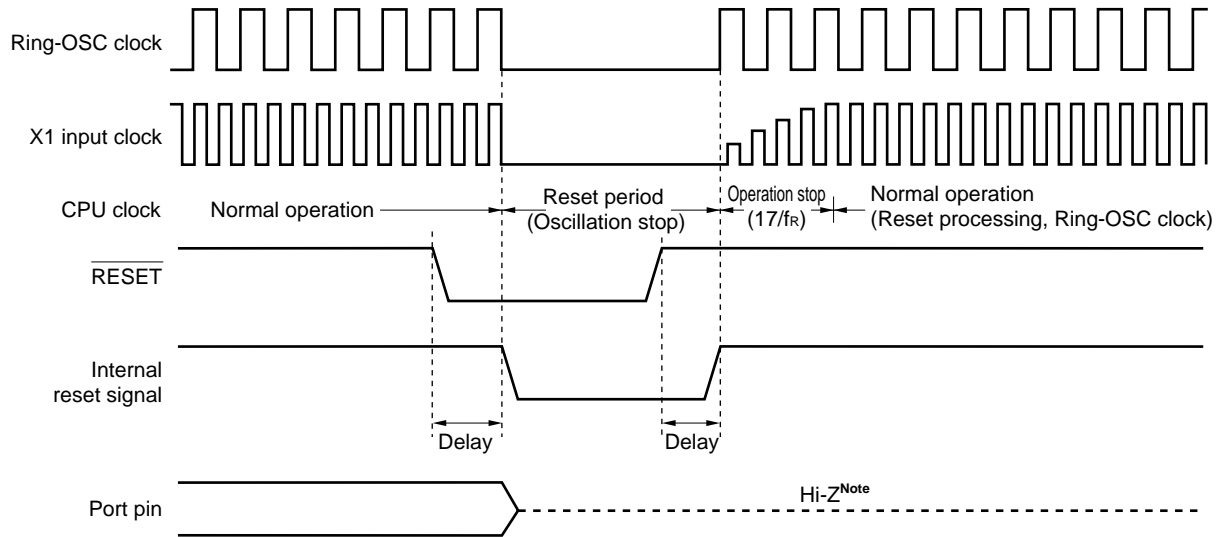 Ring-OSC clock
X1 input clock
CPU clock
Normal operation
Reset period
(Oscillation stop)
Operation stop
(17/fR)
Normal operation
(Reset processing, Ring-OSC clock)
RESET
Internal
reset signal
Delay
Delay
Port pin
Hi-ZNote